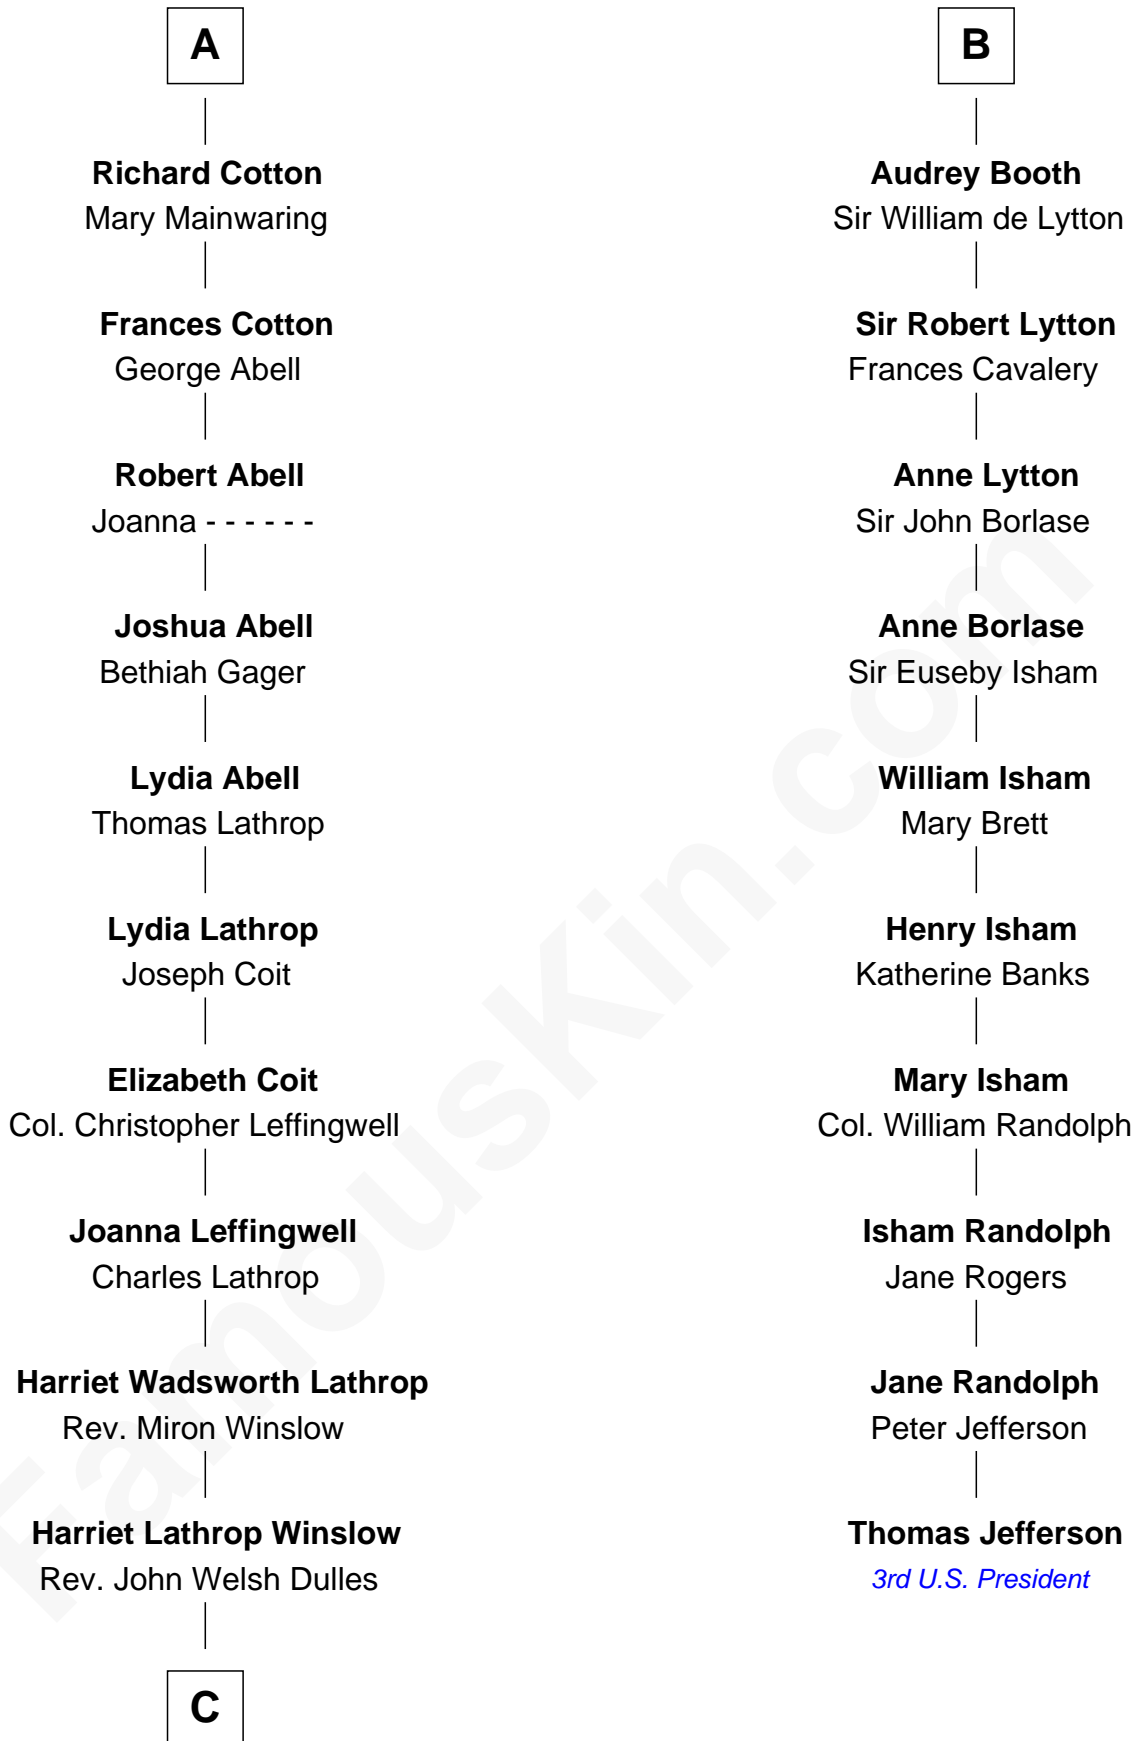 A
Richard Cotton
Mary Mainwaring
Frances Cotton
George Abell
Robert Abell
Joanna - - - - - -
Joshua Abell
Bethiah Gager
Lydia Abell
Thomas Lathrop
Lydia Lathrop
Joseph Coit
Elizabeth Coit
Col. Christopher Leffingwell
Joanna Leffingwell
Charles Lathrop
Harriet Wadsworth Lathrop
Rev. Miron Winslow
Harriet Lathrop Winslow
Rev. John Welsh Dulles
C
B
Audrey Booth
Sir William de Lytton
Sir Robert Lytton
Frances Cavalery
Anne Lytton
Sir John Borlase
Anne Borlase
Sir Euseby Isham
William Isham
Mary Brett
Henry Isham
Katherine Banks
Mary Isham
Col. William Randolph
Isham Randolph
Jane Rogers
Jane Randolph
Peter Jefferson
Thomas Jefferson
3rd U.S. President
FamousKin.com